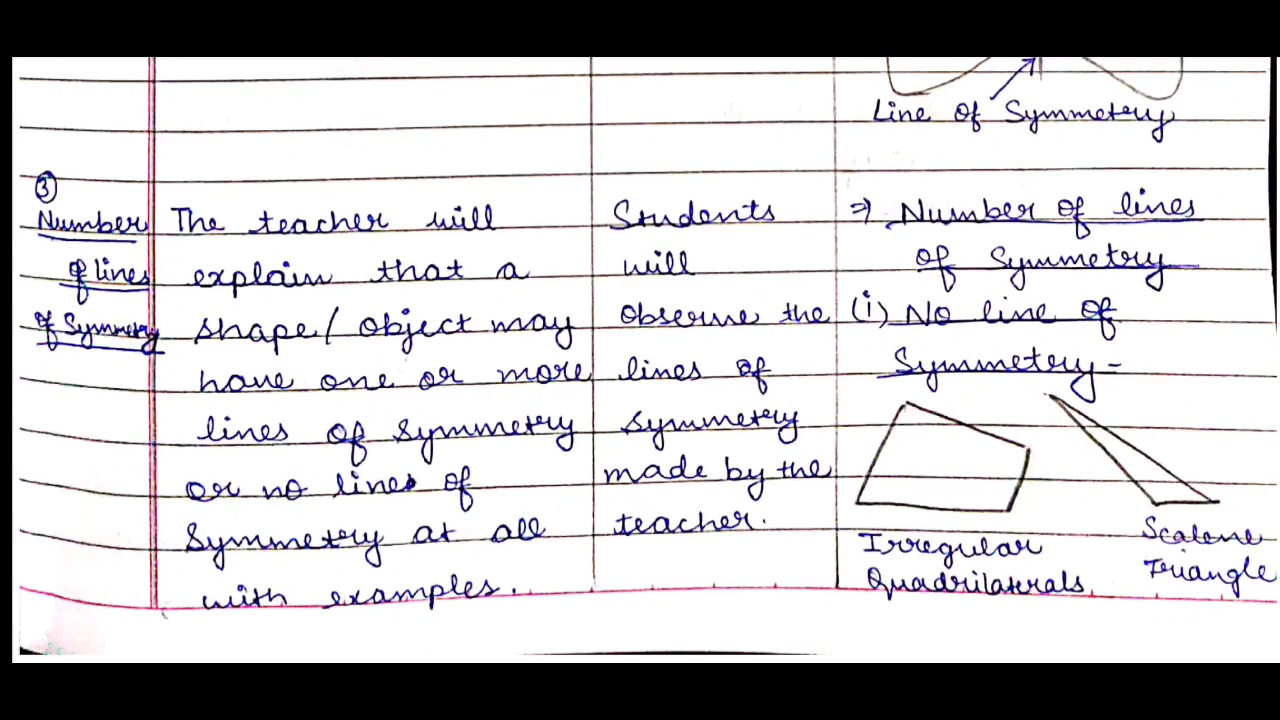 Line of Symmetery
③
Number
of lines
of Symmetry
The teacher will
explain that a
shape/ object may
have one or more
lines of symmetry
or no lines of
Symmetry at all
with examples.
Students
will
observe the
lines of
symmetry
made by the
teacher.
⇒ Number of lines
of Symmetry
(i) No line of
Symmetery -
Irregular
Quadrilaterals
Scalene
Triangle